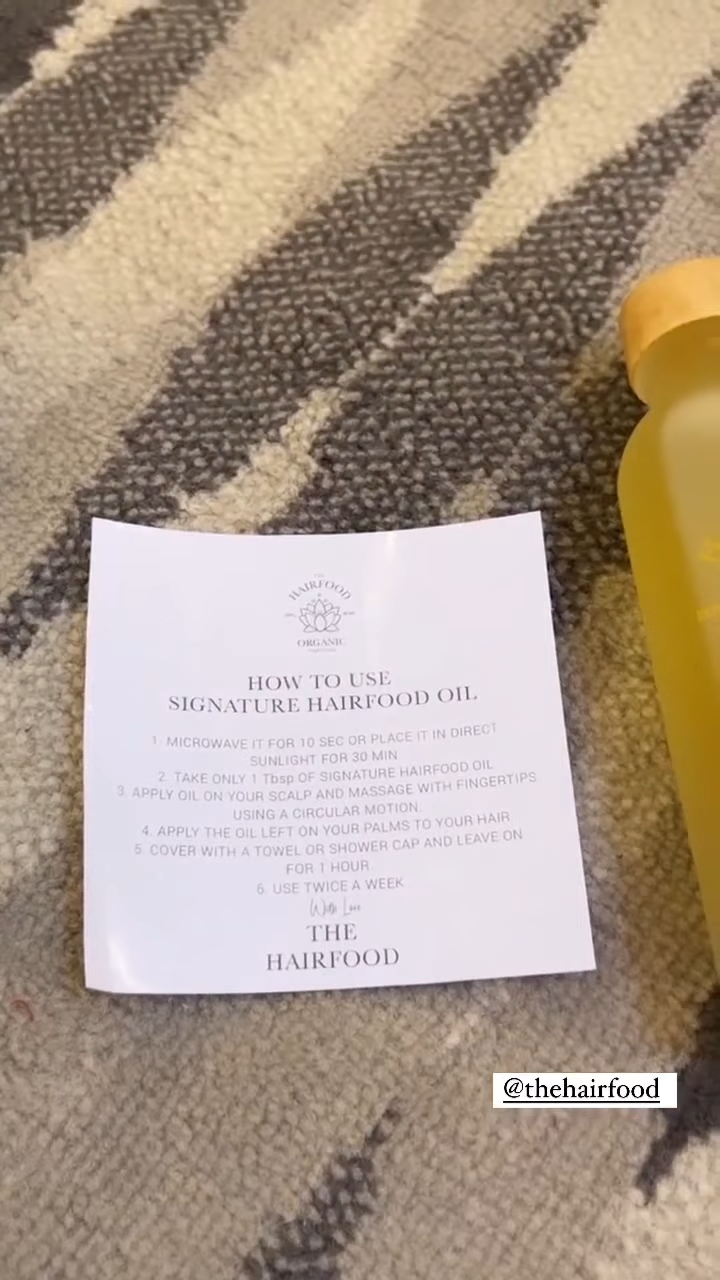 THE
HAIRFOOD
ORGANIC
HOW TO USE
SIGNATURE HAIRFOOD OIL
1. MICROWAVE IT FOR 10 SEC OR PLACE IT IN DIRECT
SUNLIGHT FOR 30 MIN
2. TAKE ONLY 1 Tbsp OF SIGNATURE HAIRFOOD OIL
3. APPLY OIL ON YOUR SCALP AND MASSAGE WITH FINGERTIPS
USING A CIRCULAR MOTION.
4. APPLY THE OIL LEFT ON YOUR PALMS TO YOUR HAIR
5. COVER WITH A TOWEL OR SHOWER CAP AND LEAVE ON
FOR 1 HOUR
6. USE TWICE A WEEK
With Love
THE
HAIRFOOD
@thehairfood